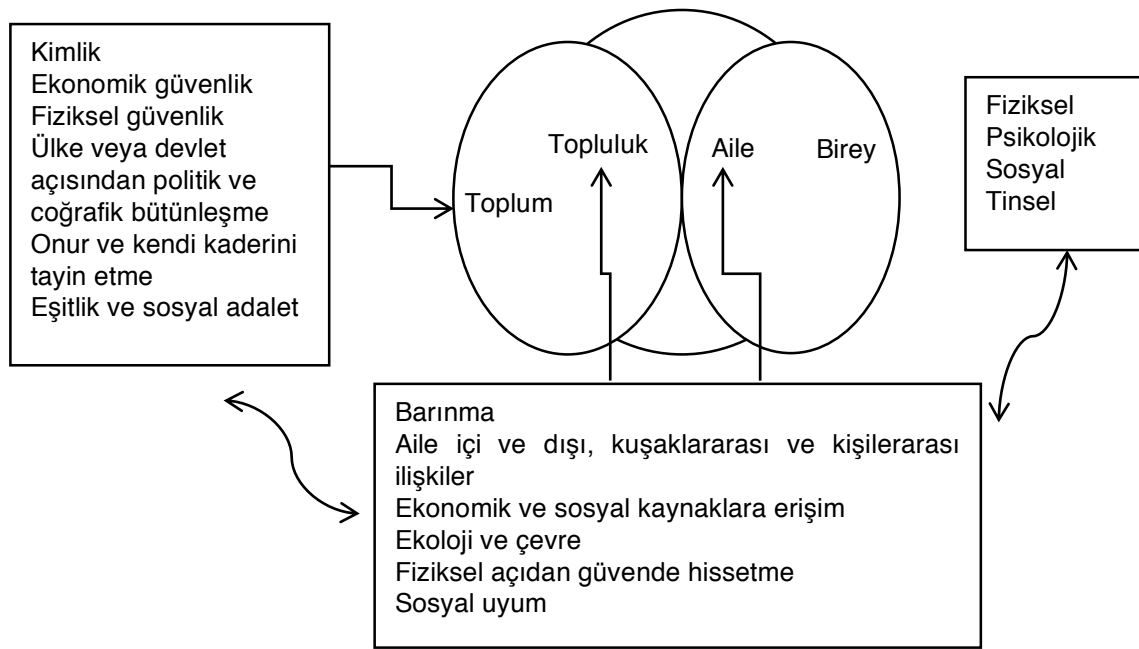 Kimlik
Ekonomik güvenlik
Fiziksel güvenlik
Ülke veya devlet
açısından politik ve
coğrafik bütünleşme
Onur ve kendi kaderini
tayin etme
Eşitlik ve sosyal adalet
Toplum
Topluluk
Aile
Birey
Fiziksel
Psikolojik
Sosyal
Tinsel
Barınma
Aile içi ve dışı, kuşaklararası ve kişilerarası
ilişkiler
Ekonomik ve sosyal kaynaklara erişim
Ekoloji ve çevre
Fiziksel açıdan güvende hissetme
Sosyal uyum